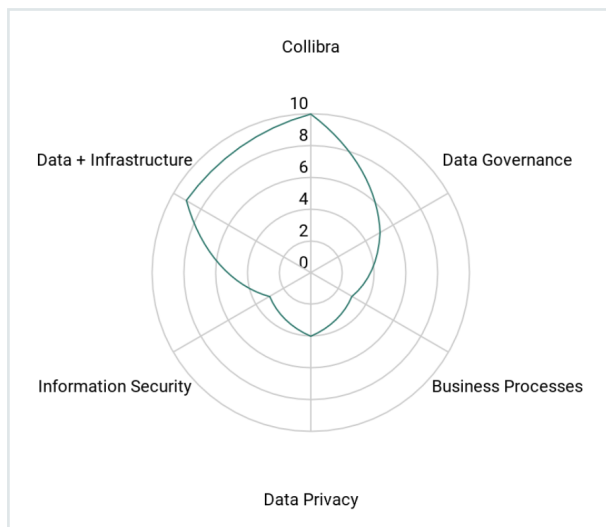 Collibra
10
8
Data + Infrastructure
Data Governance
6
4
2
0
Information Security
Business Processes
Data Privacy